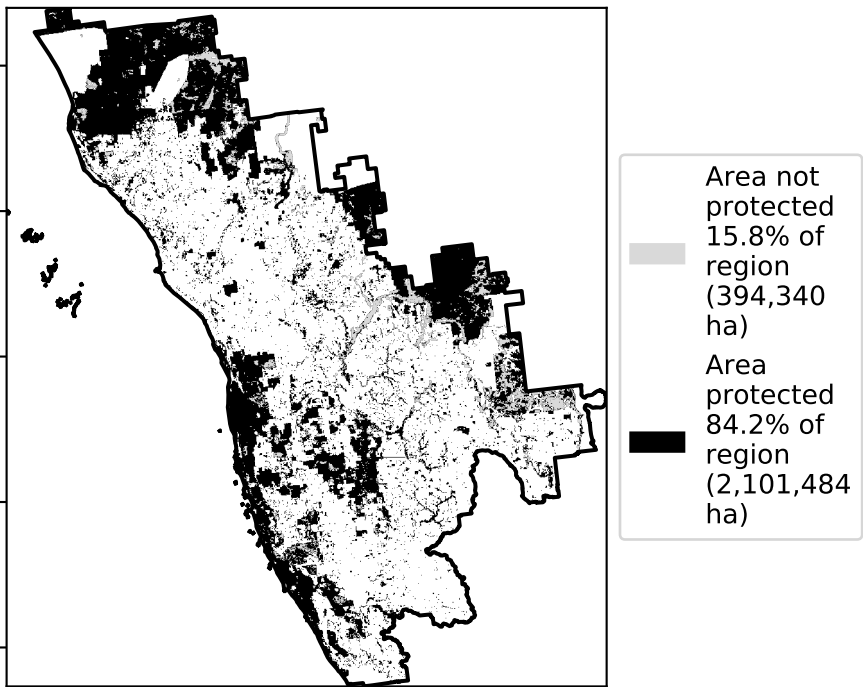 Area not
protected
15.8% of
region
(394,340
ha)
Area
protected
84.2% of
region
(2,101,484
ha)